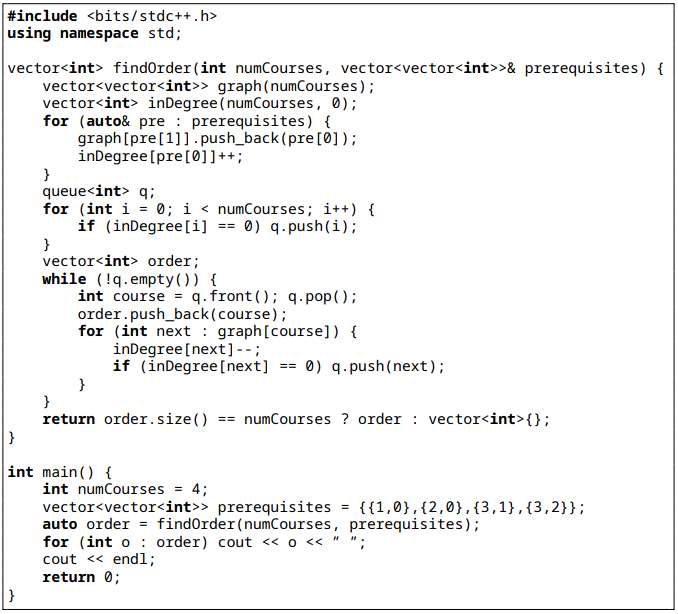 #include <bits/stdc++.h>
using namespace std;

vector<int> findOrder(int numCourses, vector<vector<int>>& prerequisites) {
    vector<vector<int>> graph(numCourses);
    vector<int> inDegree(numCourses, 0);
    for (auto& pre : prerequisites) {
        graph[pre[1]].push_back(pre[0]);
        inDegree[pre[0]]++;
    }
    queue<int> q;
    for (int i = 0; i < numCourses; i++) {
        if (inDegree[i] == 0) q.push(i);
    }
    vector<int> order;
    while (!q.empty()) {
        int course = q.front(); q.pop();
        order.push_back(course);
        for (int next : graph[course]) {
            inDegree[next]--;
            if (inDegree[next] == 0) q.push(next);
        }
    }
    return order.size() == numCourses ? order : vector<int>{};
}

int main() {
    int numCourses = 4;
    vector<vector<int>> prerequisites = {{1,0},{2,0},{3,1},{3,2}};
    auto order = findOrder(numCourses, prerequisites);
    for (int o : order) cout << o << " ";
    cout << endl;
    return 0;
}